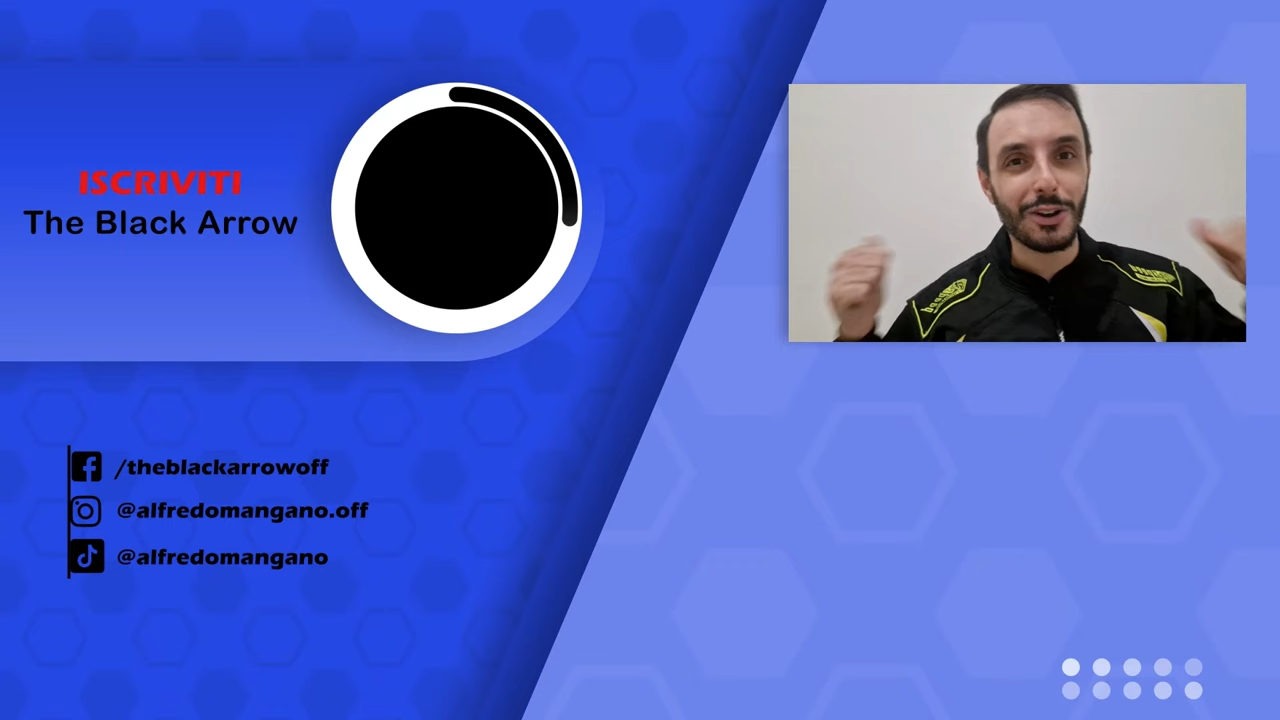 ISCRIVITI
The Black Arrow
/theblackarrowoff
@alfredomangano.off
@alfredomangano